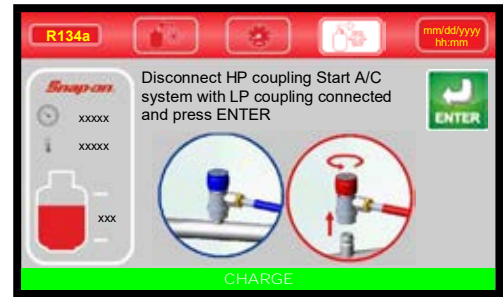 R134a
mm/dd/yyyy
hh:mm
Snap-on
xxxxx
xxxxx
xxx
Disconnect HP coupling Start A/C
system with LP coupling connected
and press ENTER
ENTER
CHARGE